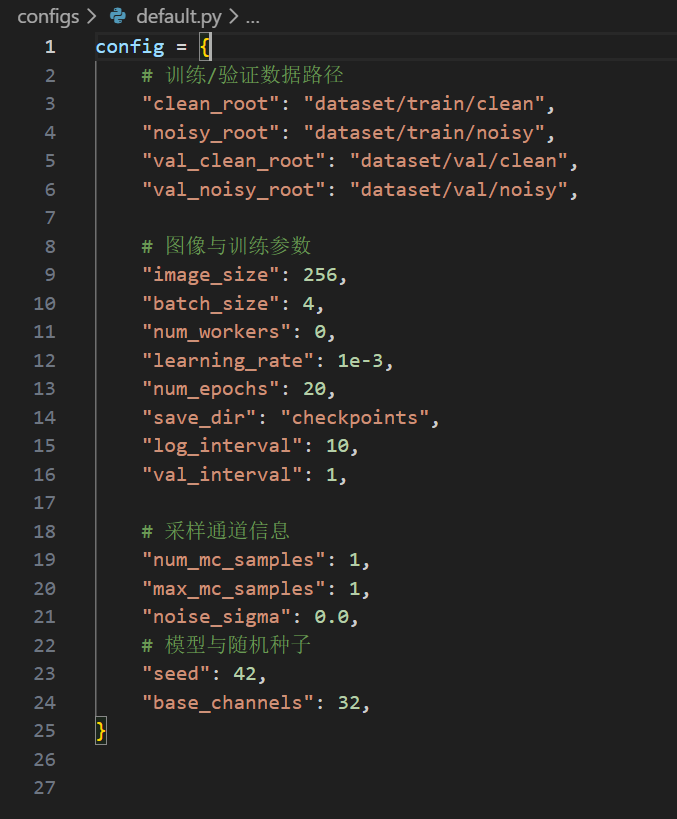 configs > default.py > ...
1 config = {
2 # 训练/验证数据路径
3 "clean_root": "dataset/train/clean",
4 "noisy_root": "dataset/train/noisy",
5 "val_clean_root": "dataset/val/clean",
6 "val_noisy_root": "dataset/val/noisy",
7
8 # 图像与训练参数
9 "image_size": 256,
10 "batch_size": 4,
11 "num_workers": 0,
12 "learning_rate": 1e-3,
13 "num_epochs": 20,
14 "save_dir": "checkpoints",
15 "log_interval": 10,
16 "val_interval": 1,
17
18 # 采样通道信息
19 "num_mc_samples": 1,
20 "max_mc_samples": 1,
21 "noise_sigma": 0.0,
22 # 模型与随机种子
23 "seed": 42,
24 "base_channels": 32,
25 }
26
27